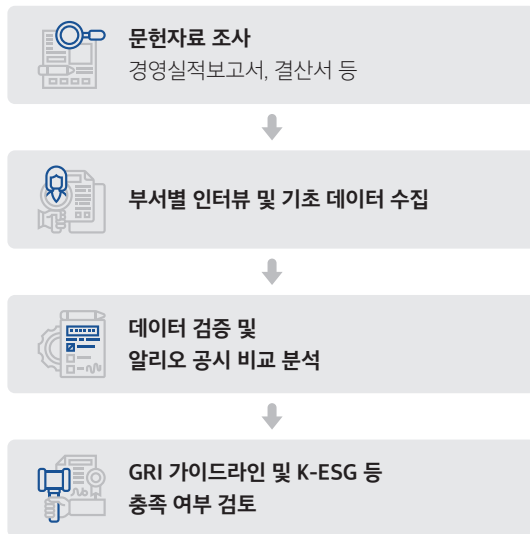 문헌자료 조사
경영실적보고서, 결산서 등
부서별 인터뷰 및 기초 데이터 수집
데이터 검증 및
알리오 공시 비교 분석
GRI 가이드라인 및 K-ESG 등
충족 여부 검토